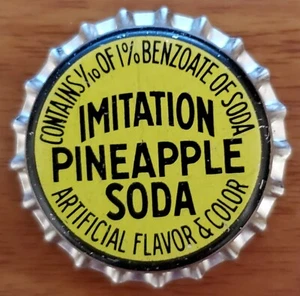 CONTAINS 1/10 OF 1% BENZOATE OF SODA
IMITATION
PINEAPPLE
SODA
ARTIFICIAL FLAVOR & COLOR